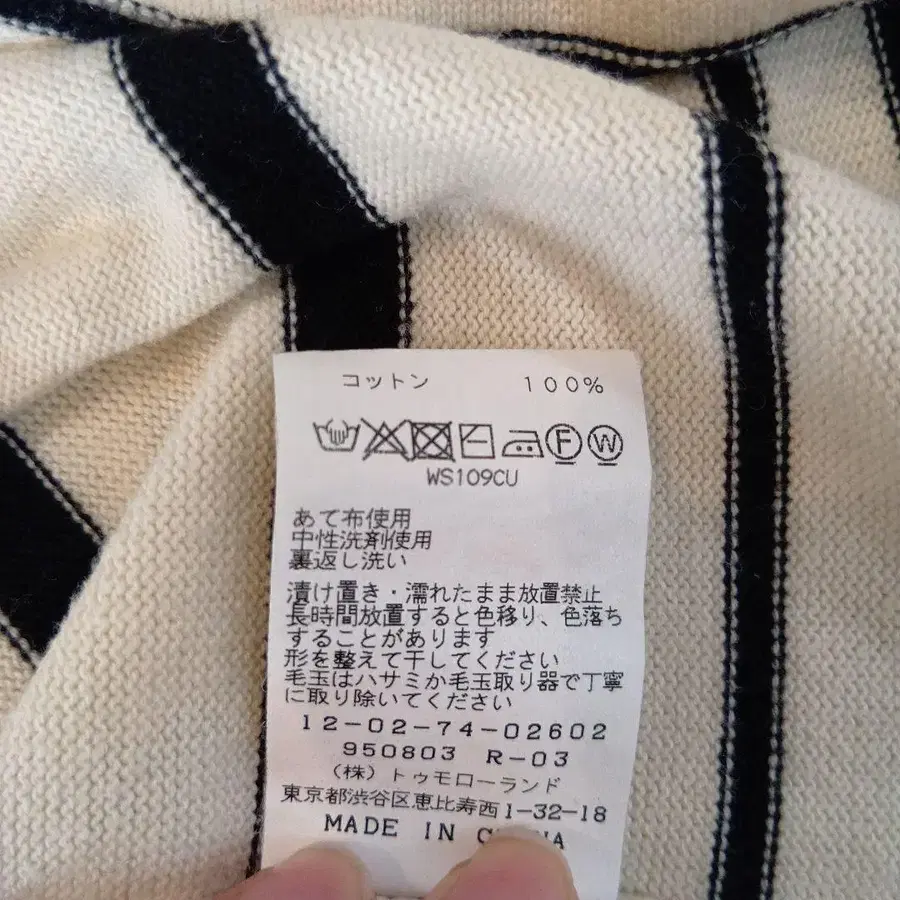 コットン 100%
F W
WS109CU
あて布使用
中性洗剤使用
裏返し洗い
漬け置き・濡れたまま放置禁止
長時間放置すると色移り、色落ち
することがあります
形を整えて干してください
毛玉はハサミか毛玉取り器で丁寧
に取り除いてください
12-02-74-02602
950803 R-03
(株)トゥモローランド
東京都渋谷区恵比寿西1-32-18
MADE IN